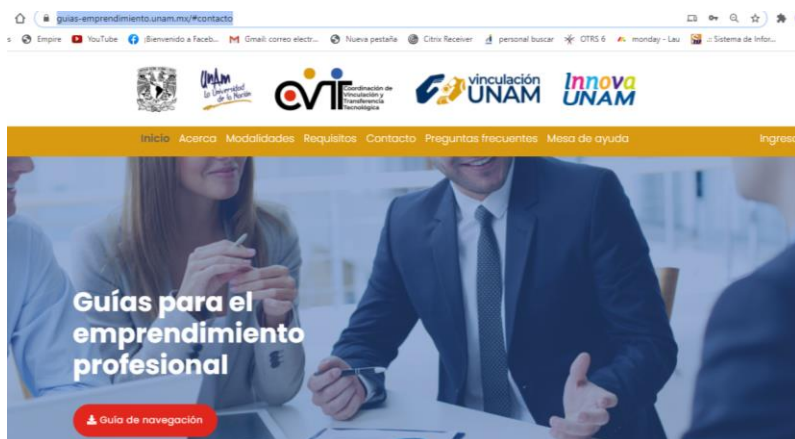 guias-emprendimiento.unam.mx/#contacto
s Empire YouTube ¡Bienvenido a Faceb... Gmail: correo electr... Nueva pestaña Citrix Receiver personal buscar OTRS 6 monday - Lau .: Sistema de Infor...
UnAm
La Universidad
de la Nación
CVTT
Coordinación de
Vinculación y
Transferencia
Tecnológica
vinculación
UNAM
Innova
UNAM
Inicio Acerca Modalidades Requisitos Contacto Preguntas frecuentes Mesa de ayuda Ingreso
Guías para el
emprendimiento
profesional
Guía de navegación